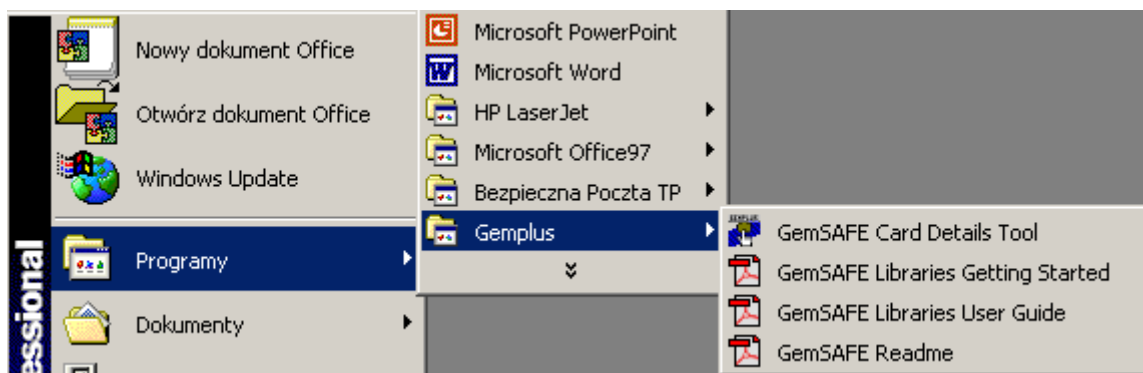 Nowy dokument Office
Otwórz dokument Office
Windows Update
Programy
Dokumenty
essional
Microsoft PowerPoint
Microsoft Word
HP LaserJet
Microsoft Office97
Bezpieczna Poczta TP
Gemplus
GemSAFE Card Details Tool
GemSAFE Libraries Getting Started
GemSAFE Libraries User Guide
GemSAFE Readme